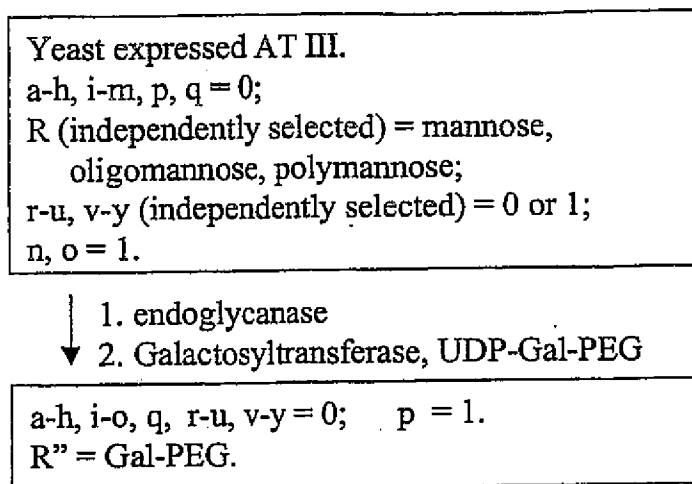 Yeast expressed AT III.
a-h, i-m, p, q = 0;
R (independently selected) = mannose,
oligomannose, polymannose;
r-u, v-y (independently selected) = 0 or 1;
n, o = 1.
1. endoglycanase
2. Galactosyltransferase, UDP-Gal-PEG
a-h, i-o, q, r-u, v-y = 0; p = 1.
R” = Gal-PEG.